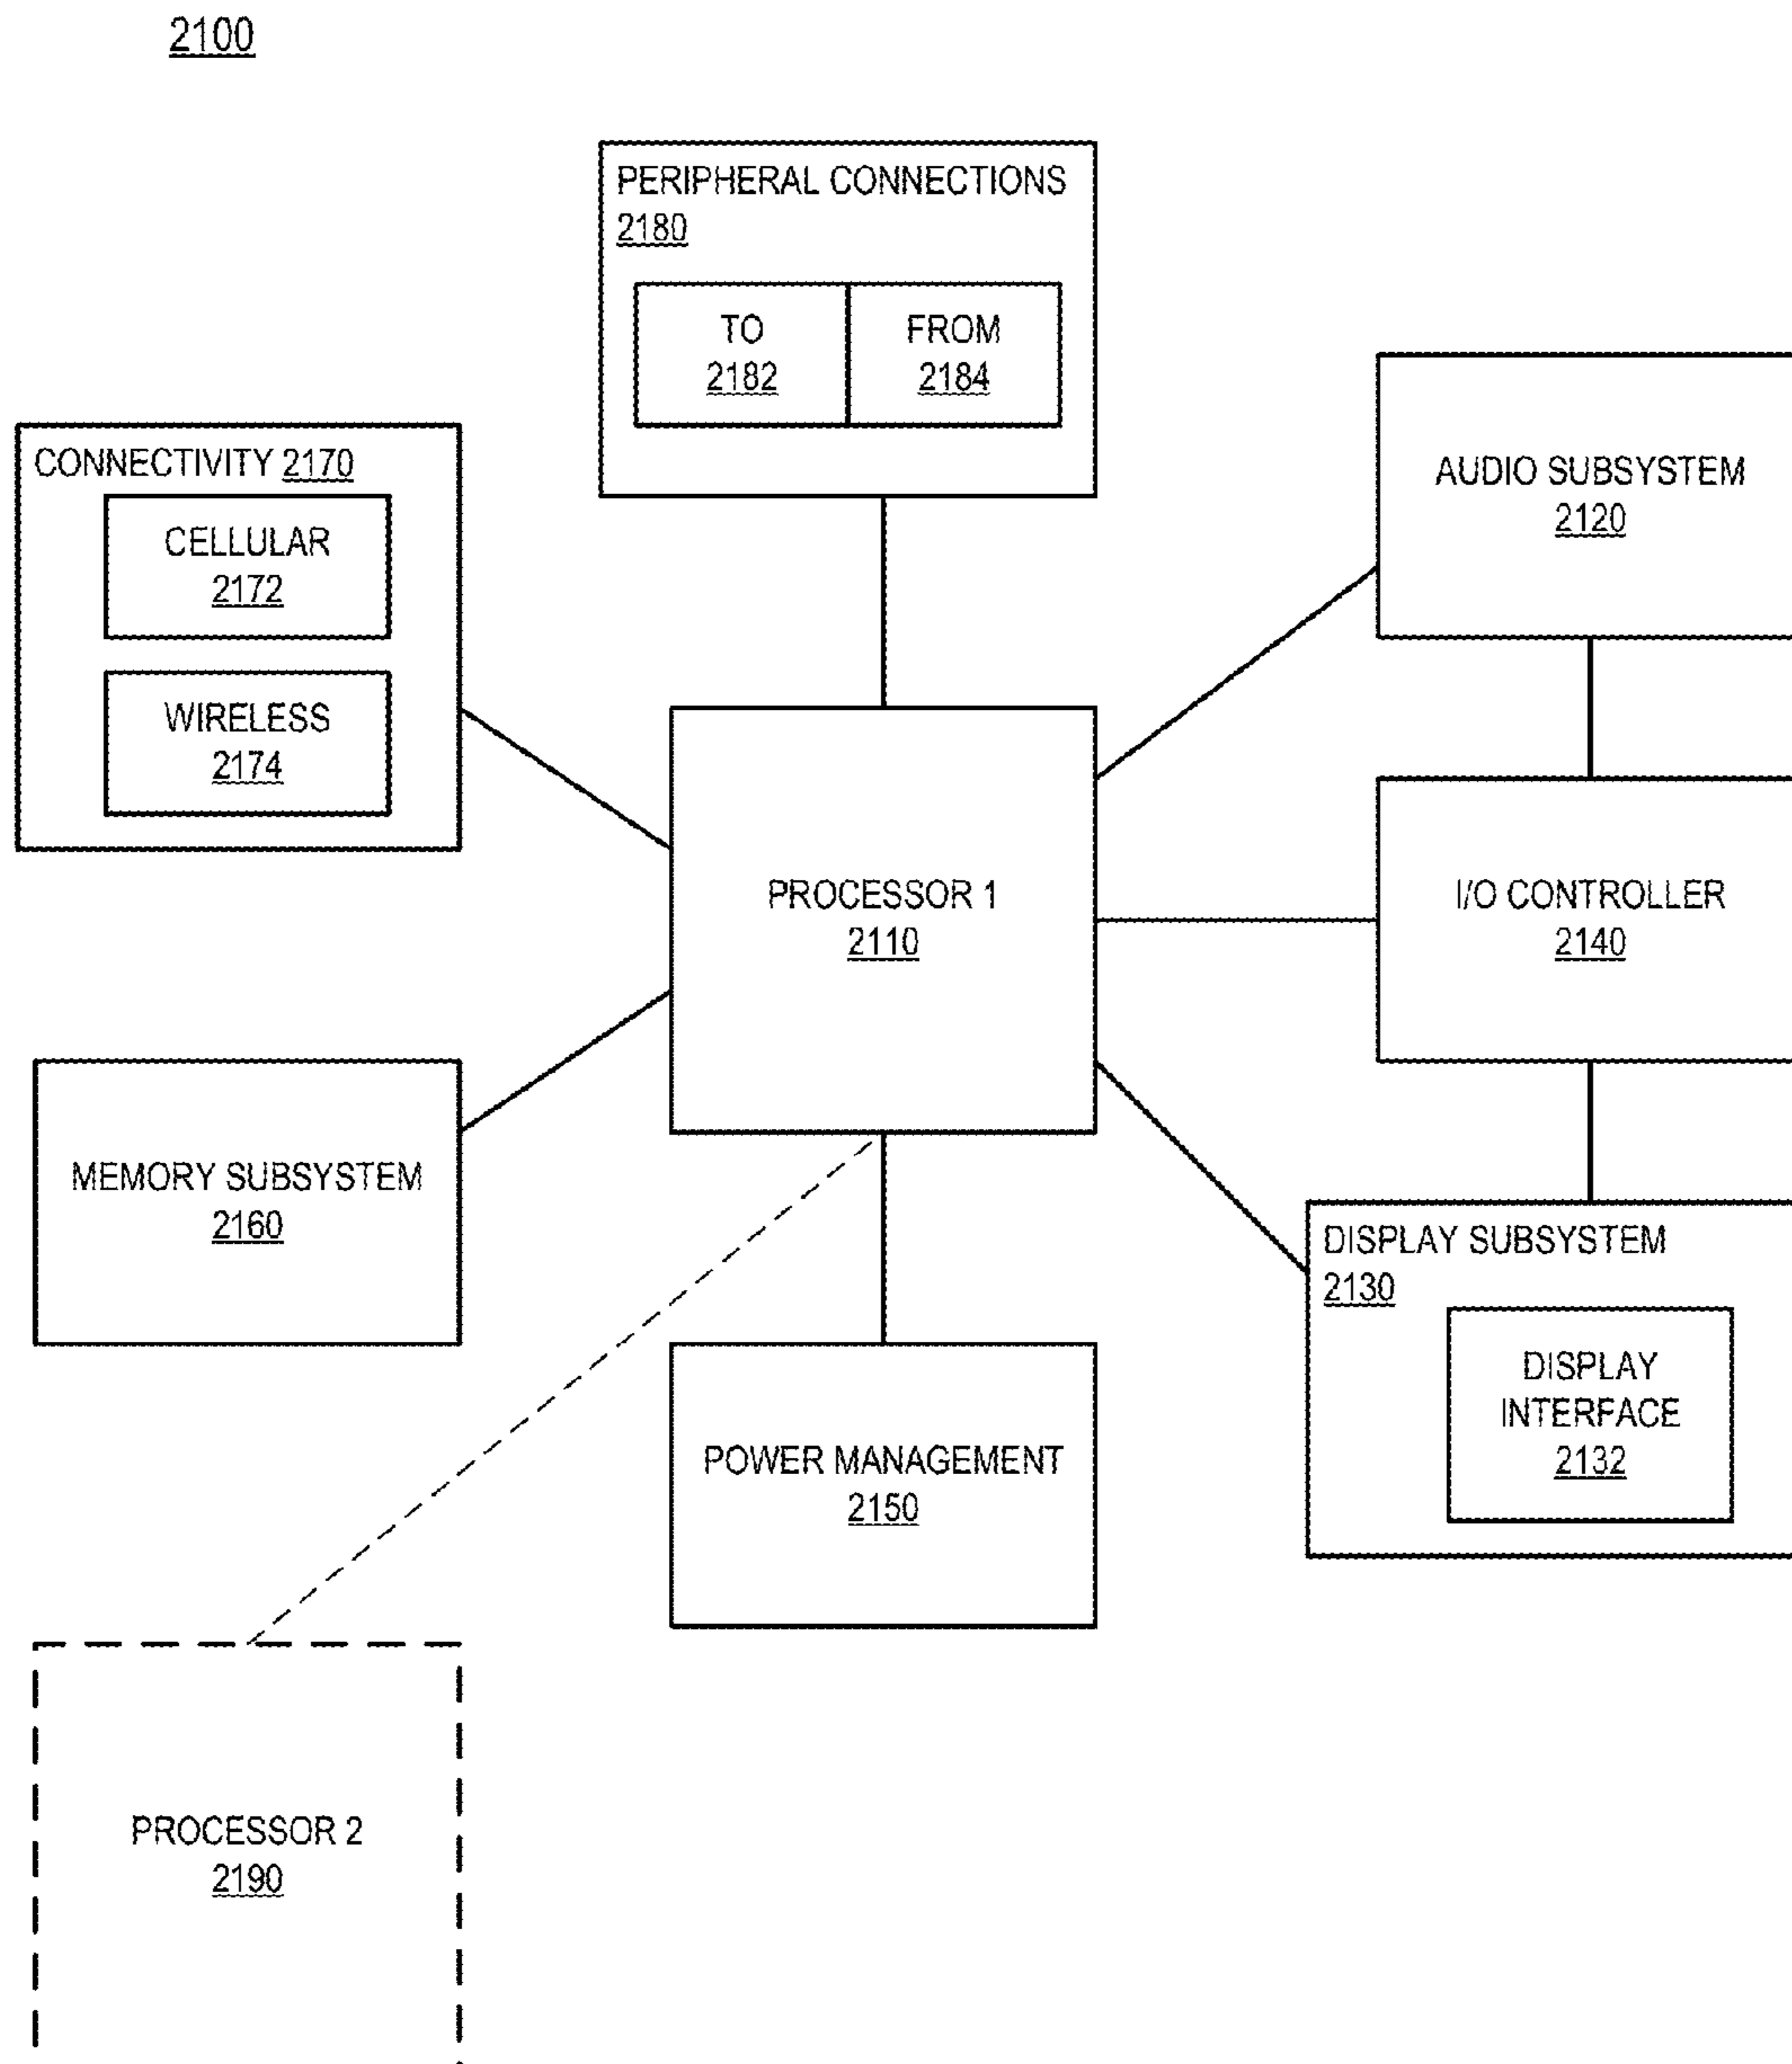 2100
PERIPHERAL CONNECTIONS
2180
TO
2182
FROM
2184
AUDIO SUBSYSTEM
2120
CONNECTIVITY 2170
CELLULAR
2172
WIRELESS
2174
PROCESSOR 1
2110
I/O CONTROLLER
2140
MEMORY SUBSYSTEM
2160
DISPLAY SUBSYSTEM
2130
DISPLAY
INTERFACE
2132
POWER MANAGEMENT
2150
PROCESSOR 2
2190